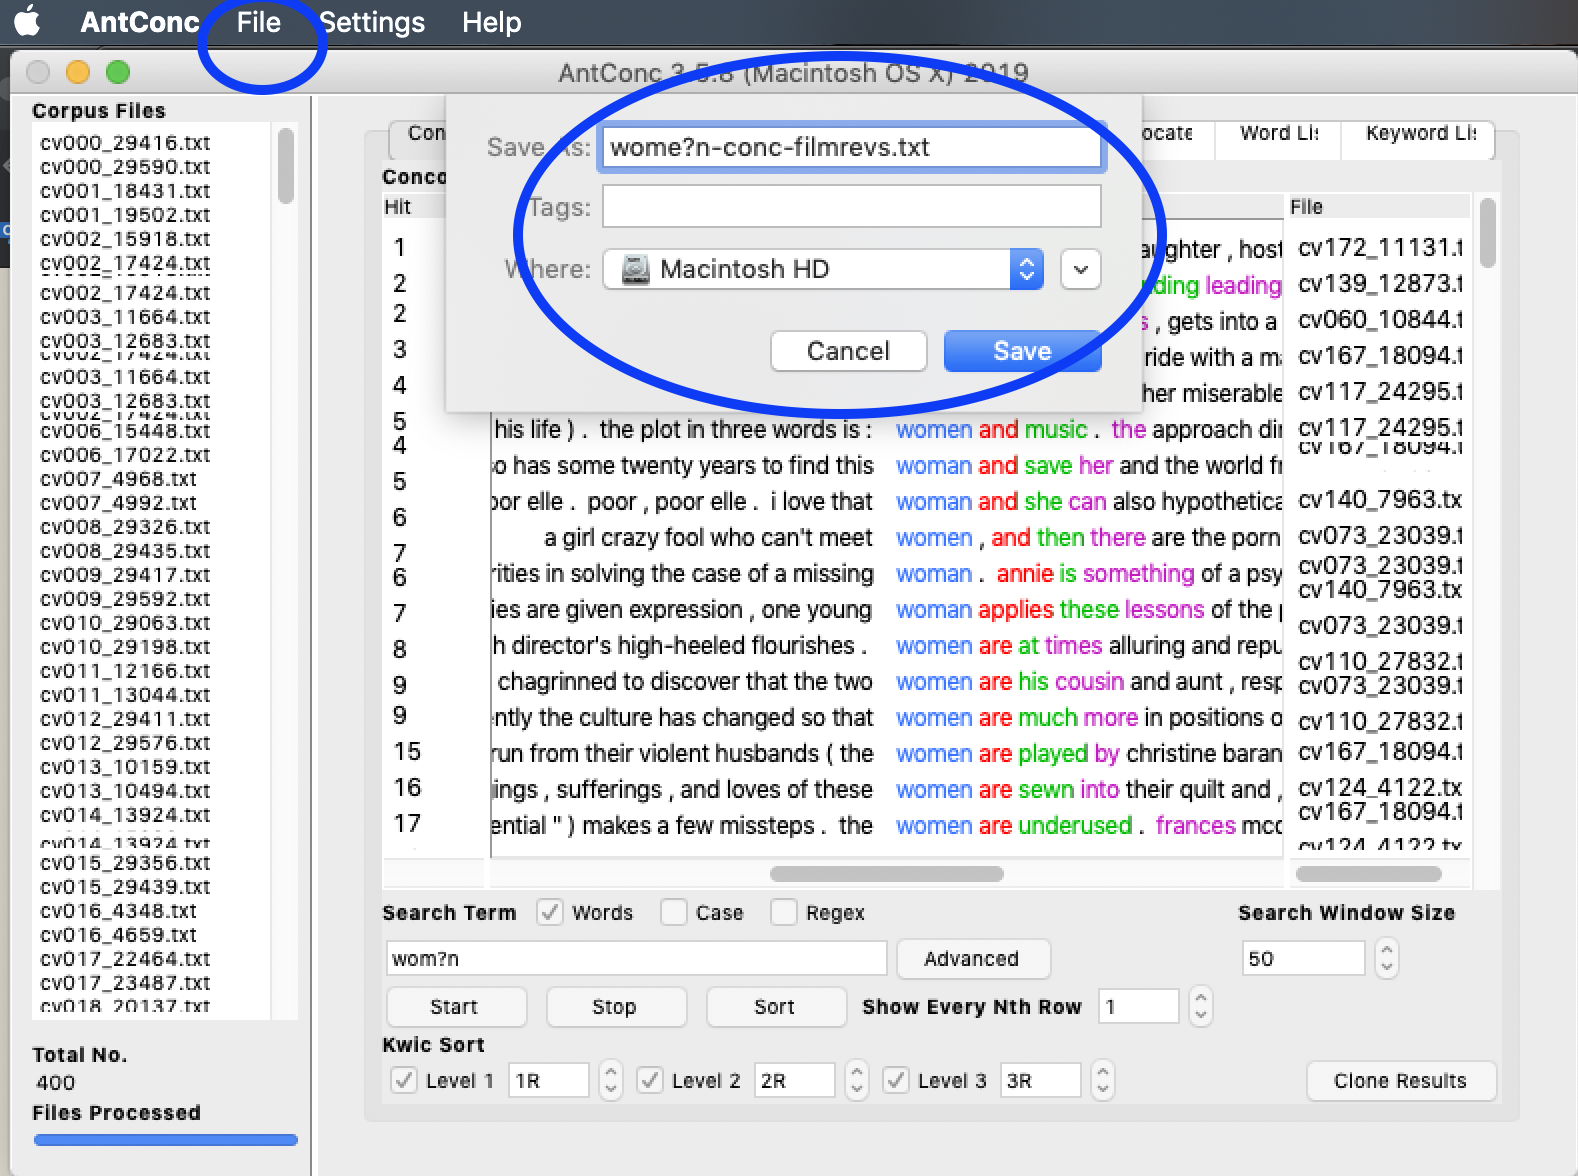 AntConc File Settings Help
AntConc 3.5.8 (Macintosh OS X) 2019
Corpus Files
cv000_29416.txt
cv000_29590.txt
cv001_18431.txt
cv001_19502.txt
cv002_15918.txt
cv002_17424.txt
cv002_17424.txt
cv003_11664.txt
cv003_12683.txt
cv002_17424.txt
cv003_11664.txt
cv003_12683.txt
cv002_17424.txt
cv006_15448.txt
cv006_17022.txt
cv007_4968.txt
cv007_4992.txt
cv008_29326.txt
cv008_29435.txt
cv009_29417.txt
cv009_29592.txt
cv010_29063.txt
cv010_29198.txt
cv011_12166.txt
cv011_13044.txt
cv012_29411.txt
cv012_29576.txt
cv013_10159.txt
cv013_10494.txt
cv014_13924.txt
cv014_13924.txt
cv015_29356.txt
cv015_29439.txt
cv016_4348.txt
cv016_4659.txt
cv017_22464.txt
cv017_23487.txt
cv018_20137.txt
Total No.
400
Files Processed
Save As: wome?n-conc-filmrevs.txt
Tags:
Where: Macintosh HD
Cancel Save
Con ocate Word Lis Keyword Lis
Conco
Hit File
1 aughter , host cv172_11131.t
2 nding leading cv139_12873.t
2 s , gets into a cv060_10844.t
3 ride with a ma cv167_18094.t
4 her miserable cv117_24295.t
5 his life ) . the plot in three words is : women and music . the approach din cv117_24295.t
4 cv167_18094.t
o has some twenty years to find this woman and save her and the world fr
5 oor elle . poor , poor elle . i love that woman and she can also hypothetica cv140_7963.tx
6 a girl crazy fool who can't meet women , and then there are the porn cv073_23039.t
7 cv073_23039.t
6 rities in solving the case of a missing woman . annie is something of a psy cv140_7963.tx
7 ies are given expression , one young woman applies these lessons of the p cv073_23039.t
8 h director's high-heeled flourishes . women are at times alluring and repu cv110_27832.t
9 chagrinned to discover that the two women are his cousin and aunt , resp cv073_23039.t
9 ently the culture has changed so that women are much more in positions o cv110_27832.t
15 run from their violent husbands ( the women are played by christine baran cv167_18094.t
16 ings , sufferings , and loves of these women are sewn into their quilt and , cv124_4122.tx
17 ential " ) makes a few missteps . the women are underused . frances mcd cv167_18094.t
cv124_4122.tx
Search Term Words Case Regex Search Window Size
wom?n Advanced 50
Start Stop Sort Show Every Nth Row 1
Kwic Sort
Level 1 1R Level 2 2R Level 3 3R Clone Results